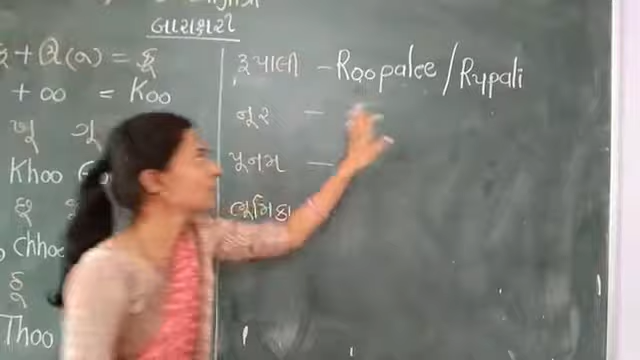 બારાક્ષરી
ક્ + ઊ(ૂ) = કૂ
+ oo = Koo
ખૂ ગૂ
Khoo
છૂ
Chhoo
ઠૂ
Thoo
રૂપાલી - Roopalee / Rupali
નૂર -
પૂનમ -
ભૂમિકા